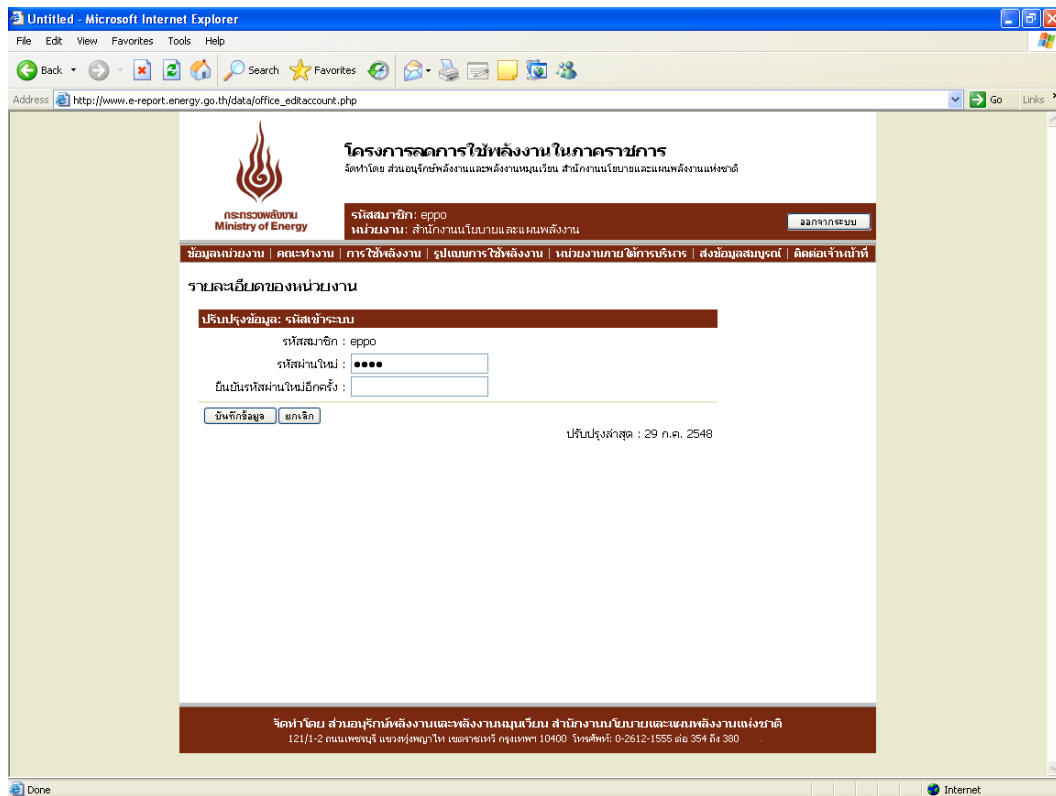 Untitled - Microsoft Internet Explorer
File Edit View Favorites Tools Help
Back Search Favorites
Address http://www.e-report.energy.go.th/data/office_editaccount.php Go Links
โครงการลดการใช้พลังงานในภาคราชการ
จัดทำโดย ส่วนอนุรักษ์พลังงานและพลังงานหมุนเวียน สำนักงานนโยบายและแผนพลังงานแห่งชาติ
กระทรวงพลังงาน
Ministry of Energy
รหัสสมาชิก: eppo
หน่วยงาน: สำนักงานนโยบายและแผนพลังงาน
ออกจากระบบ
ข้อมูลหน่วยงาน | คณะทำงาน | การใช้พลังงาน | รูปแบบการใช้พลังงาน | หน่วยงานภายใต้การบริหาร | ส่งข้อมูลสมบูรณ์ | ติดต่อเจ้าหน้าที่
รายละเอียดของหน่วยงาน
ปรับปรุงข้อมูล: รหัสเข้าระบบ
รหัสสมาชิก : eppo
รหัสผ่านใหม่ : ●●●●
ยืนยันรหัสผ่านใหม่อีกครั้ง :
บันทึกข้อมูล ยกเลิก
ปรับปรุงล่าสุด : 29 ก.ค. 2548
จัดทำโดย ส่วนอนุรักษ์พลังงานและพลังงานหมุนเวียน สำนักงานนโยบายและแผนพลังงานแห่งชาติ
121/1-2 ถนนเพชรบุรี แขวงทุ่งพญาไท เขตราชเทวี กรุงเทพฯ 10400 โทรศัพท์: 0-2612-1555 ต่อ 354 ถึง 380
Done Internet